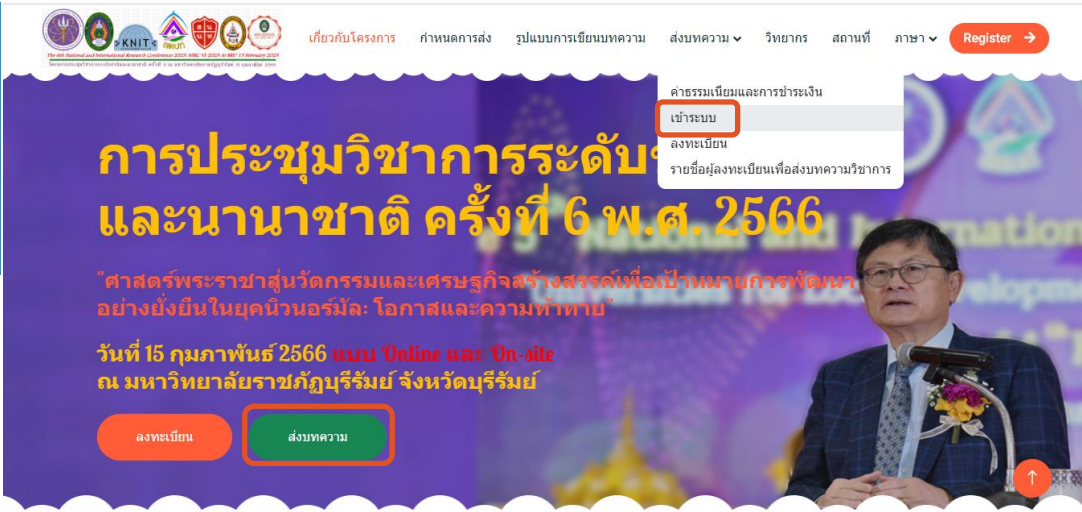 KNIT
The 6th National and International Research Conference 2023: NRIC VI 2023
เกี่ยวกับโครงการ
กำหนดการส่ง
รูปแบบการเขียนบทความ
ส่งบทความ
วิทยากร
สถานที่
ภาษา
Register
ค่าธรรมเนียมและการชำระเงิน
เข้าระบบ
ลงทะเบียน
รายชื่อผู้ลงทะเบียนเพื่อส่งบทความวิชาการ
การประชุมวิชาการระดับ
และนานาชาติ ครั้งที่ 6 พ.ศ. 2566
"ศาสตร์พระราชาสู่นวัตกรรมและเศรษฐกิจสร้างสรรค์เพื่อเป้าหมายการพัฒนา
อย่างยั่งยืนในยุคนิวนอร์มัล: โอกาสและความท้าทาย"
วันที่ 15 กุมภาพันธ์ 2566 แบบ Online และ On-site
ณ มหาวิทยาลัยราชภัฏบุรีรัมย์ จังหวัดบุรีรัมย์
ลงทะเบียน
ส่งบทความ